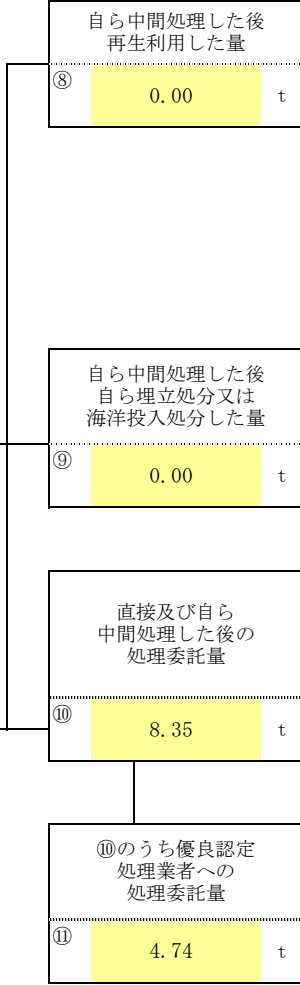 自ら中間処理した後
再生利用した量
⑧
0.00 t
自ら中間処理した後
自ら埋立処分又は
海洋投入処分した量
⑨
0.00 t
直接及び自ら
中間処理した後の
処理委託量
⑩
8.35 t
⑩のうち優良認定
処理業者への
処理委託量
⑪
4.74 t